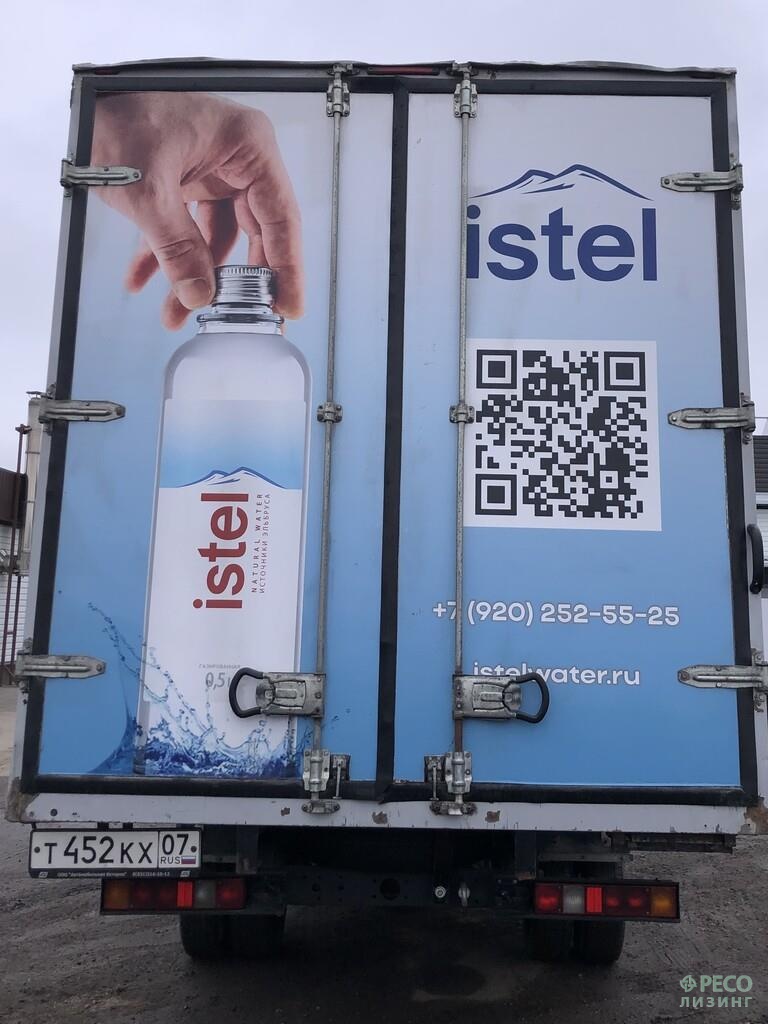 istel
istel
NATURAL WATER
ИСТОЧНИКИ ЭЛЬБРУСА
ГАЗИРОВАННАЯ
0,5
+7 (920) 252-55-25
istelwater.ru
Т 452 КХ 07
RUS
РЕСО
ЛИЗИНГ